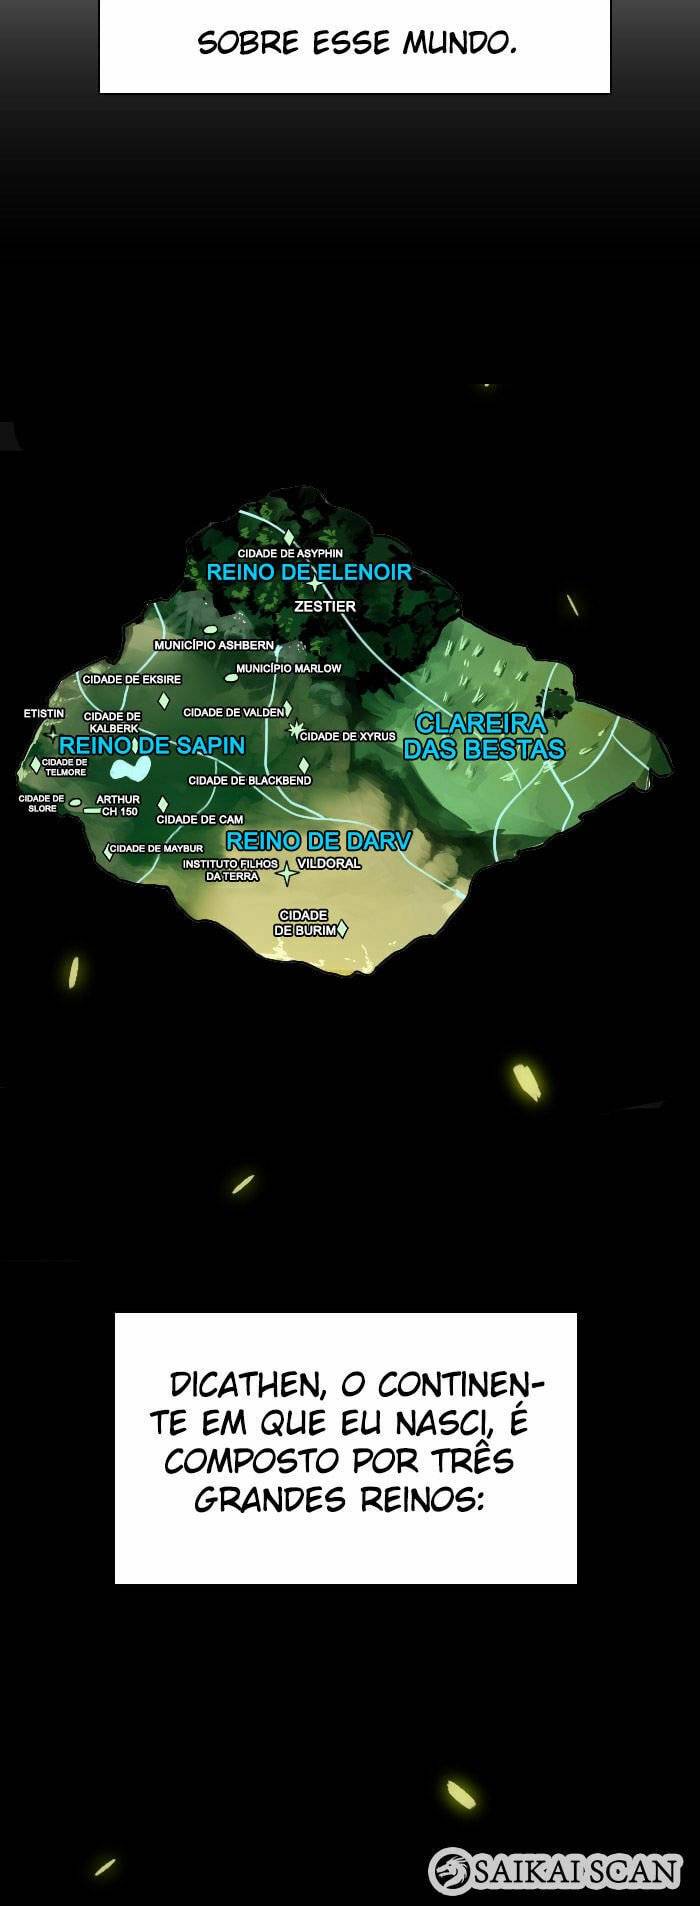 SOBRE ESSE MUNDO.
CIDADE DE ASYPHIN
REINO DE ELENOIR
ZESTIER
MUNICÍPIO ASHBERN
MUNICÍPIO MARLOW
CIDADE DE EKSIRE
ETISTIN
CIDADE DE
KALBERK
CIDADE DE VALDEN
CLAREIRA
DAS BESTAS
CIDADE DE XYRUS
REINO DE SAPIN
CIDADE DE
TELMORE
CIDADE DE BLACKBEND
CIDADE DE
SLORE
ARTHUR
CH 150
CIDADE DE CAM
REINO DE DARV
CIDADE DE MAYBUR
INSTITUTO FILHOS
DA TERRA
VILDORAL
CIDADE
DE BURIM
DICATHEN, O CONTINEN-
TE EM QUE EU NASCI, É
COMPOSTO POR TRÊS
GRANDES REINOS:
SAIKAI SCAN